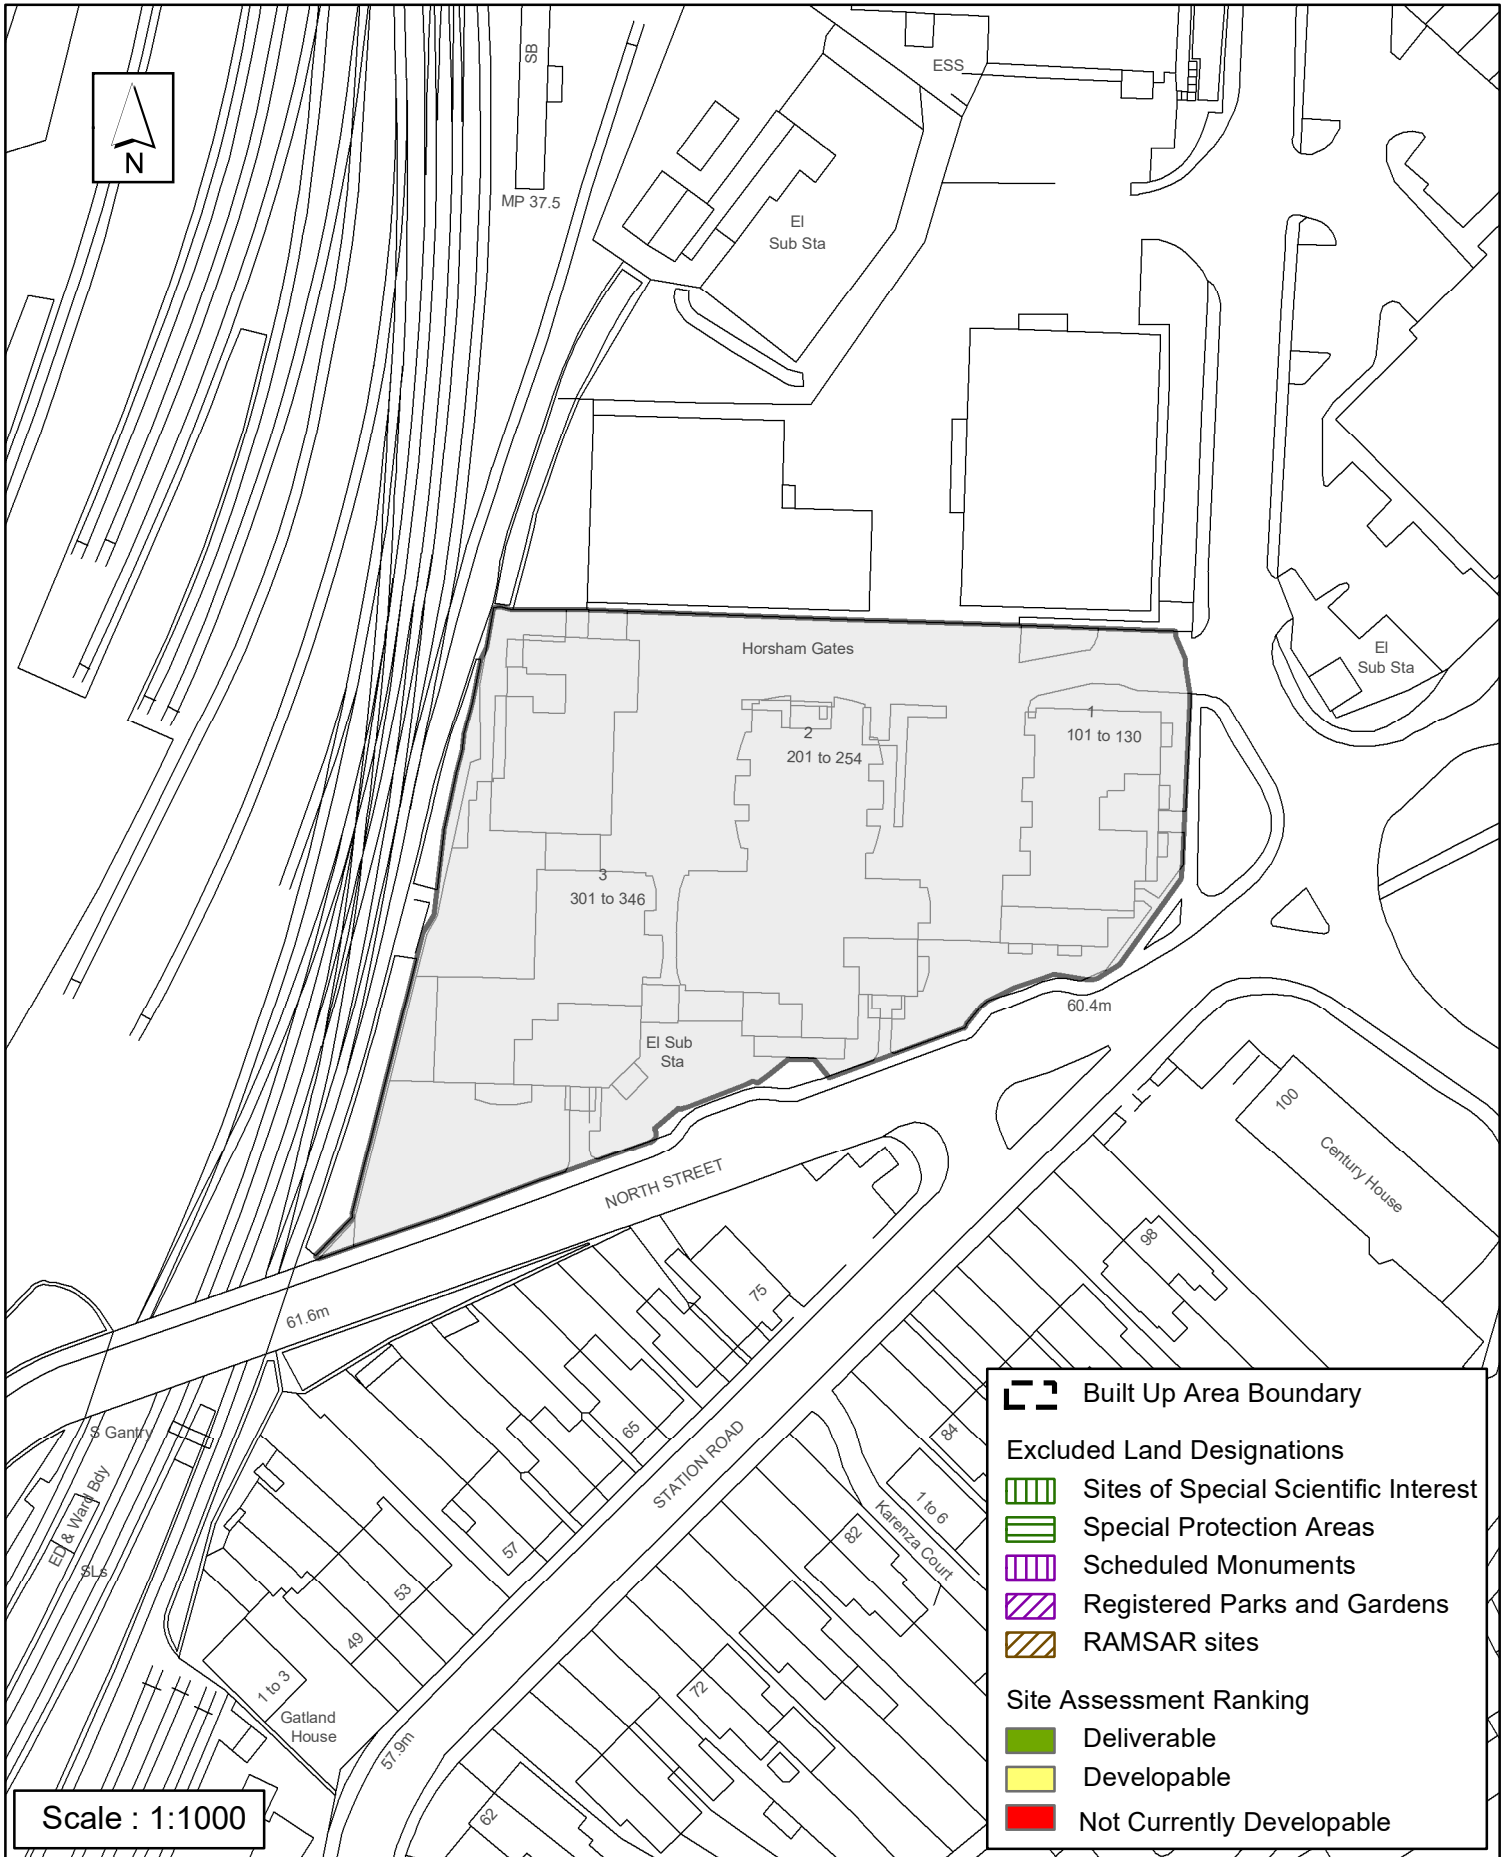 SB
ESS
N
MP 37.5
El
Sub Sta
Horsham Gates
El
Sub Sta
1
101 to 130
2
201 to 254
3
301 to 346
60.4m
El Sub
Sta
100
Century House
NORTH STREET
98
75
61.6m
S Gantry
65
STATION ROAD
84
1 to 6
Karenza Court
82
ED & Ward Bdy
SLs
57
53
49
1 to 3
Gatland
House
72
57.9m
62
Built Up Area Boundary
Excluded Land Designations
Sites of Special Scientific Interest
Special Protection Areas
Scheduled Monuments
Registered Parks and Gardens
RAMSAR sites
Site Assessment Ranking
Deliverable
Developable
Not Currently Developable
Scale : 1:1000